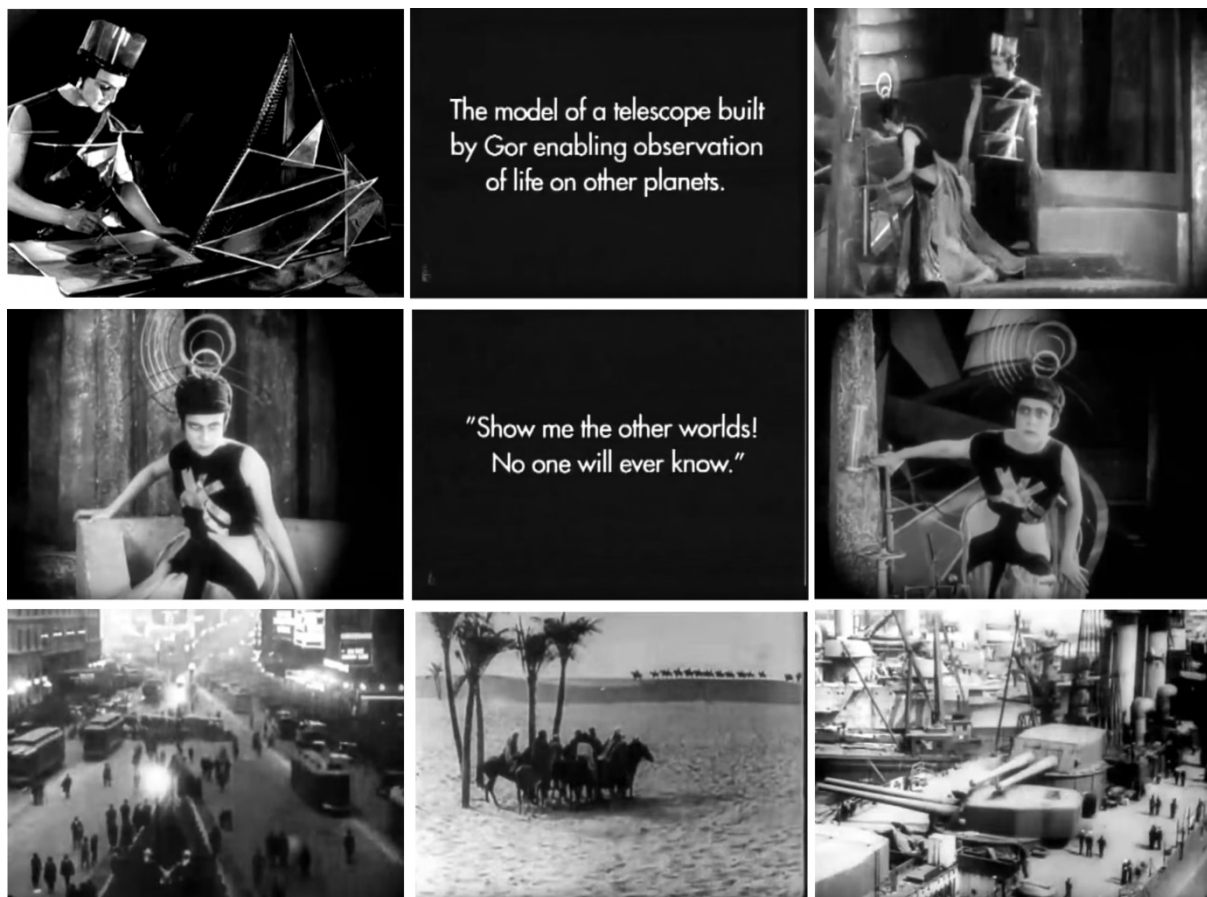 The model of a telescope built
by Gor enabling observation
of life on other planets.
"Show me the other worlds!
No one will ever know."